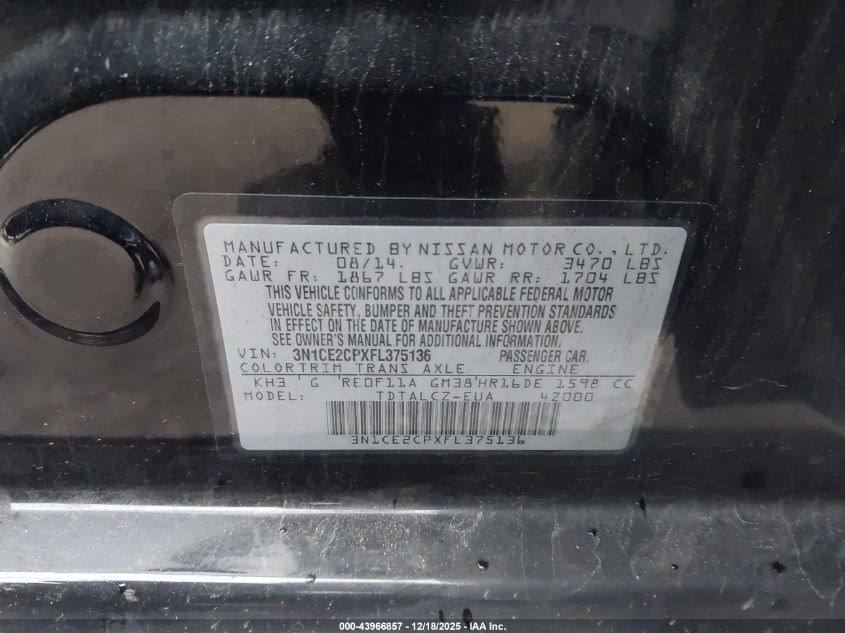 MANUFACTURED BY NISSAN MOTOR CO., LTD.
DATE: 08/14. GVWR: 3470 LBS
GAWR FR: 1867 LBS GAWR RR: 1704 LBS
THIS VEHICLE CONFORMS TO ALL APPLICABLE FEDERAL MOTOR
VEHICLE SAFETY, BUMPER AND THEFT PREVENTION STANDARDS
IN EFFECT ON THE DATE OF MANUFACTURE SHOWN ABOVE.
SEE OWNER'S MANUAL FOR ADDITIONAL INFORMATION.
VIN: 3N1CE2CPXFL375136 PASSENGER CAR.
COLOR TRIM TRANS AXLE ENGINE
KH3 ' G 'RE0F11A GM38'HR16DE 1598 CC
MODEL: TDTALCZ-EUA 42000
3N1CE2CPXFL375136
000-43966857 - 12/18/2025 - IAA Inc.